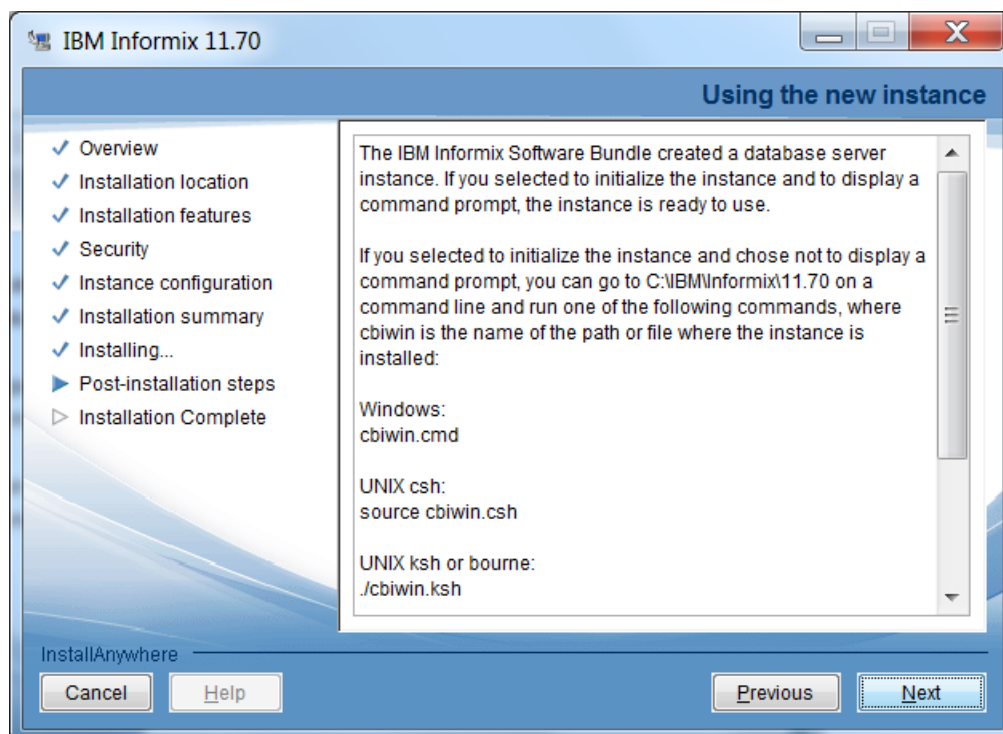 IBM Informix 11.70
Using the new instance
Overview
Installation location
Installation features
Security
Instance configuration
Installation summary
Installing...
Post-installation steps
Installation Complete
The IBM Informix Software Bundle created a database server
instance. If you selected to initialize the instance and to display a
command prompt, the instance is ready to use.
If you selected to initialize the instance and chose not to display a
command prompt, you can go to C:\IBM\Informix\11.70 on a
command line and run one of the following commands, where
cbiwin is the name of the path or file where the instance is
installed:
Windows:
cbiwin.cmd
UNIX csh:
source cbiwin.csh
UNIX ksh or bourne:
./cbiwin.ksh
InstallAnywhere
Cancel
Help
Previous
Next